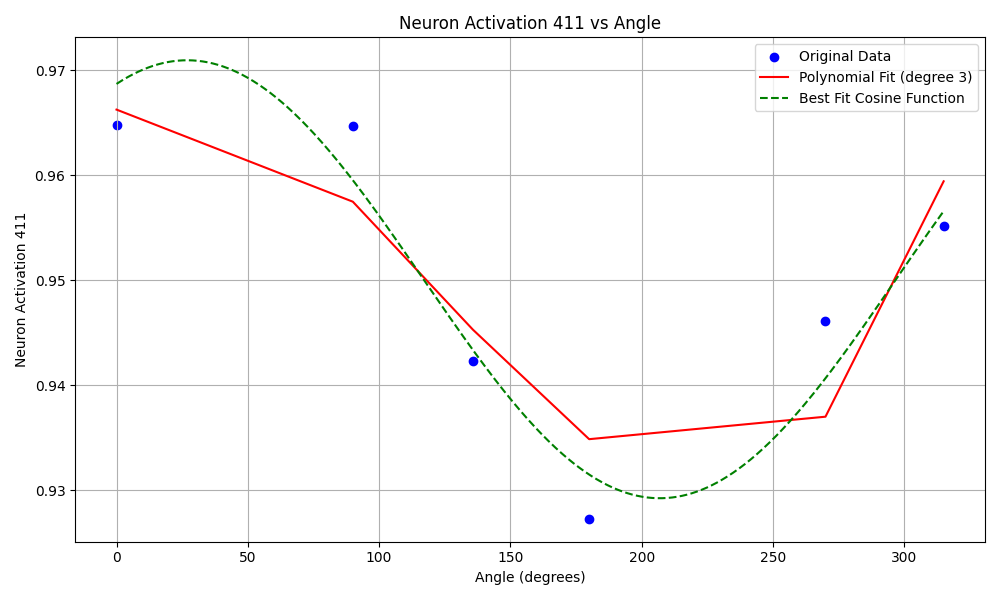 Neuron Activation 411 vs Angle
Original Data
Polynomial Fit (degree 3)
Best Fit Cosine Function
Neuron Activation 411
0.97
0.96
0.95
0.94
0.93
0 50 100 150 200 250 300
Angle (degrees)